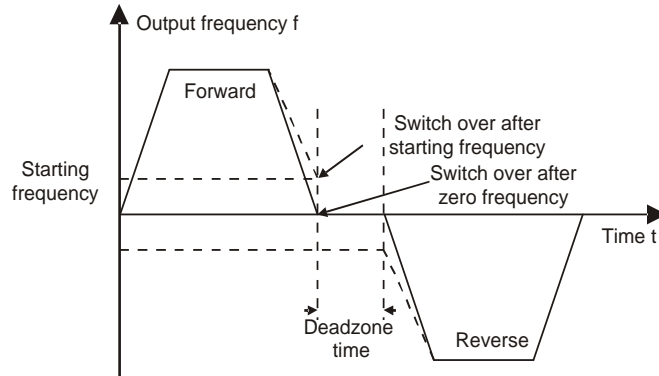 Output frequency f
Forward
Switch over after
starting frequency
Starting
frequency
Switch over after
zero frequency
Time t
Deadzone
time
Reverse